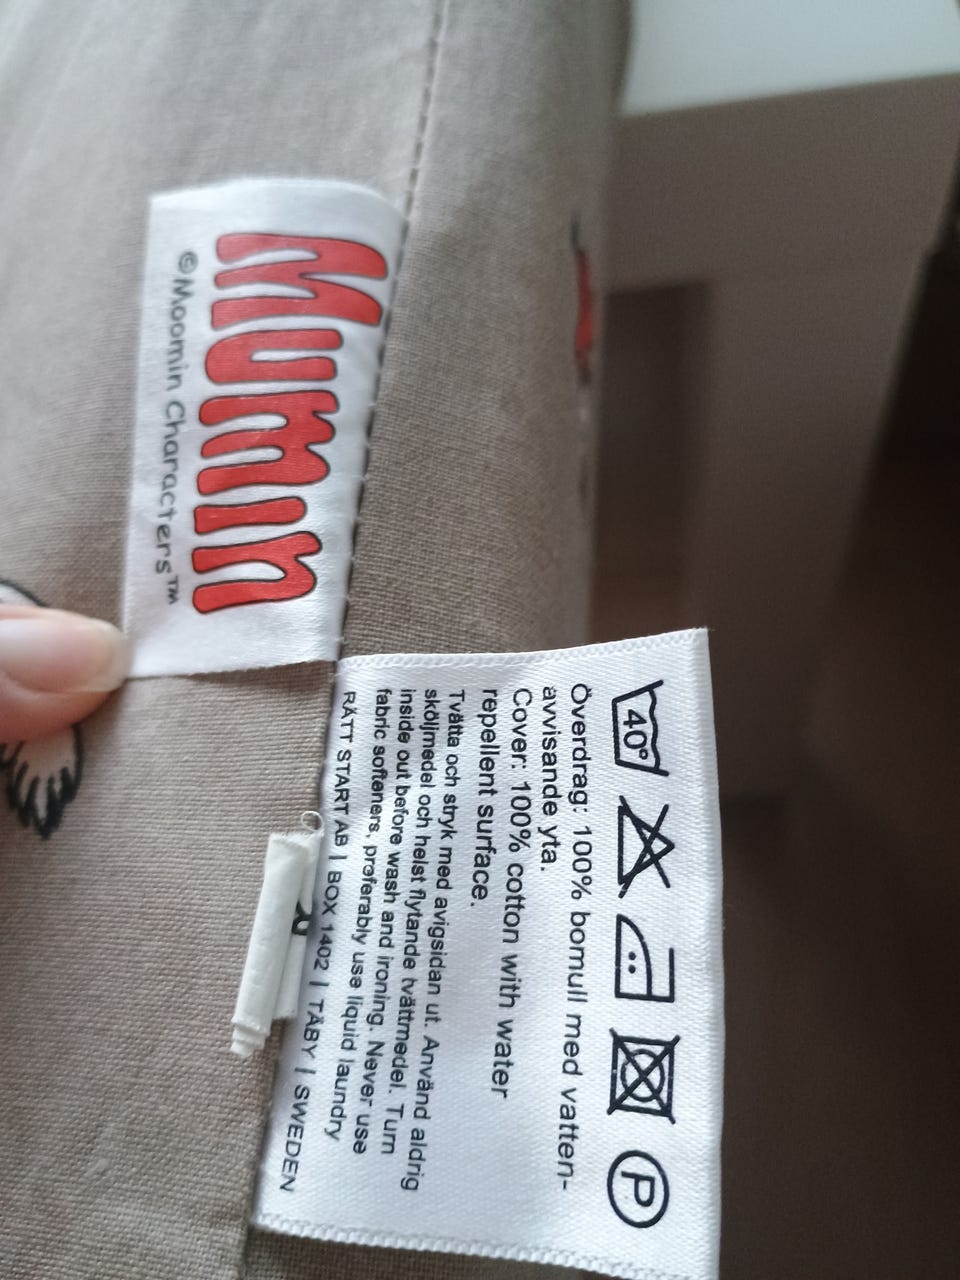 Mumin
©Moomin Characters™
40°
P
Överdrag: 100% bomull med vatten-
avvisande yta.
Cover: 100% cotton with water
repellent surface.
Tvätta och stryk med avigsidan ut. Använd aldrig
sköljmedel och helst flytande tvättmedel. Turn
inside out before wash and ironing. Never use
fabric softeners, preferably use liquid laundry
RÄTT START AB | BOX 1402 | TÄBY | SWEDEN